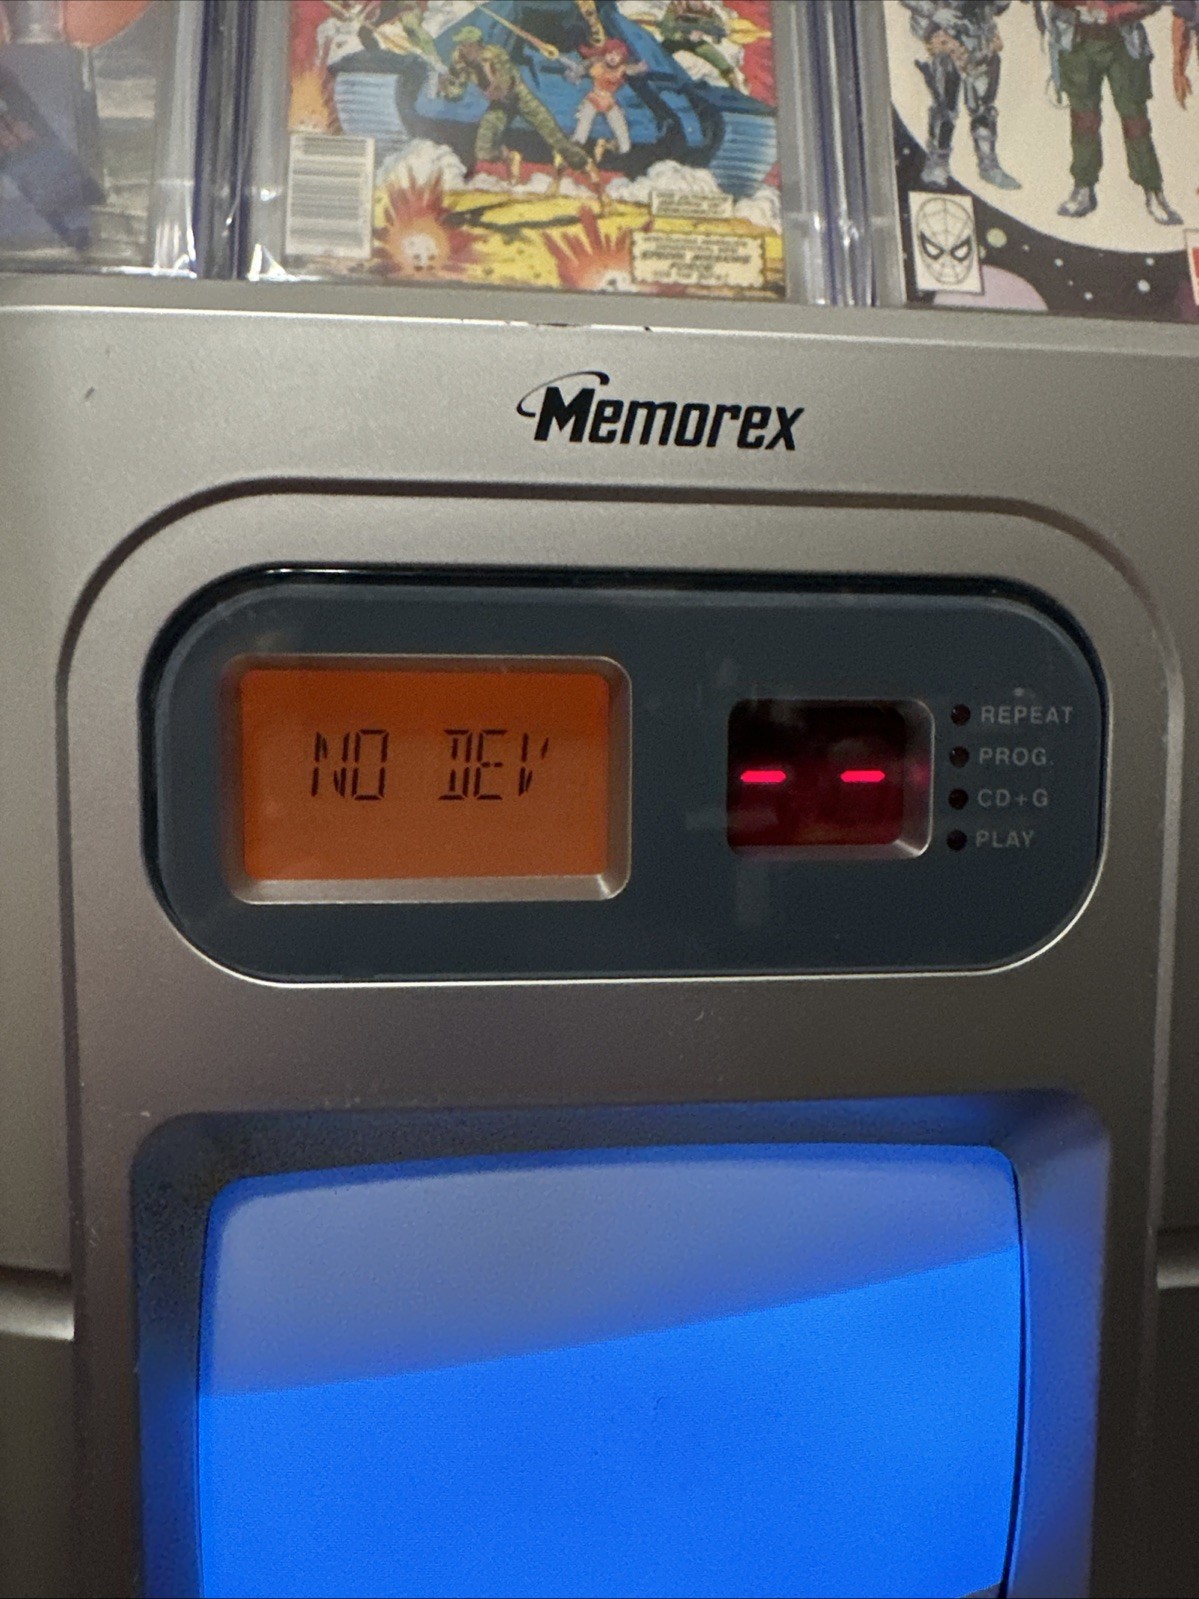 Memorex
NO DEV
- -
REPEAT
PROG.
CD+G
PLAY